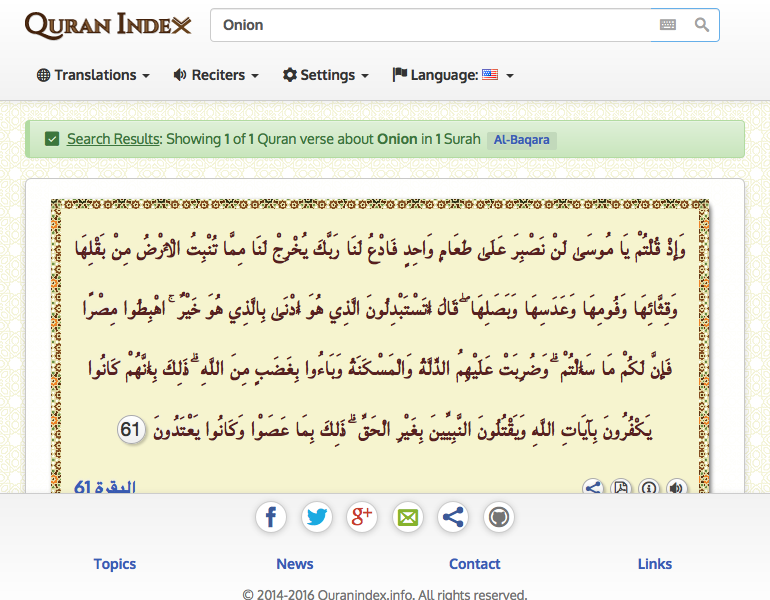 QURAN INDEX
Onion
Translations
Reciters
Settings
Language:
Search Results: Showing 1 of 1 Quran verse about Onion in 1 Surah Al-Baqara
وَإِذْ قُلْتُمْ يَا مُوسَىٰ لَنْ نَصْبِرَ عَلَىٰ طَعَامٍ وَاحِدٍ فَادْعُ لَنَا رَبَّكَ يُخْرِجْ لَنَا مِمَّا تُنْبِتُ الْأَرْضُ مِنْ بَقْلِهَا
وَقِثَّائِهَا وَفُومِهَا وَعَدَسِهَا وَبَصَلِهَا ۖ قَالَ أَتَسْتَبْدِلُونَ الَّذِي هُوَ أَدْنَىٰ بِالَّذِي هُوَ خَيْرٌ ۚ اهْبِطُوا مِصْرًا
فَإِنَّ لَكُمْ مَا سَأَلْتُمْ ۗ وَضُرِبَتْ عَلَيْهِمُ الذِّلَّةُ وَالْمَسْكَنَةُ وَبَاءُوا بِغَضَبٍ مِنَ اللَّهِ ۗ ذَٰلِكَ بِأَنَّهُمْ كَانُوا
يَكْفُرُونَ بِآيَاتِ اللَّهِ وَيَقْتُلُونَ النَّبِيِّينَ بِغَيْرِ الْحَقِّ ۗ ذَٰلِكَ بِمَا عَصَوْا وَكَانُوا يَعْتَدُونَ 61
البقرة 61
Topics
News
Contact
Links
© 2014-2016 Quranindex.info. All rights reserved.